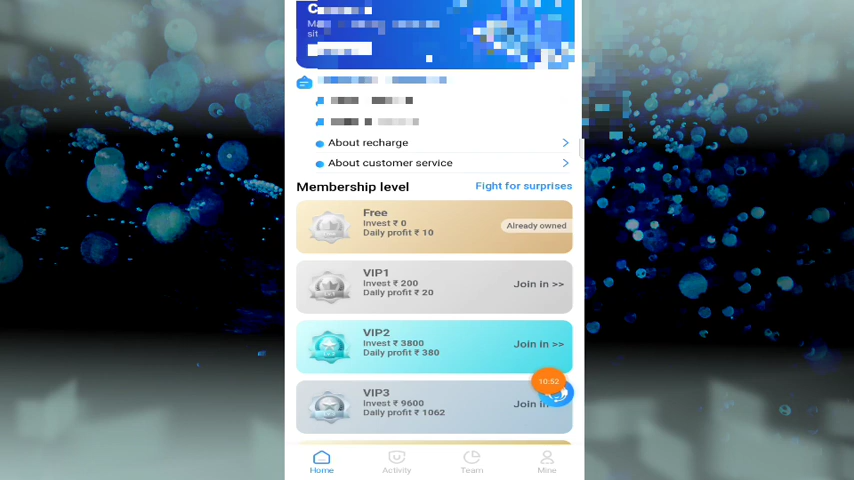 About recharge
About customer service
Membership level
Fight for surprises
Free
Invest ₹ 0
Daily profit ₹ 10
Already owned
VIP1
Invest ₹ 200
Daily profit ₹ 20
Join in >>
VIP2
Invest ₹ 3800
Daily profit ₹ 380
Join in >>
VIP3
Invest ₹ 9600
Daily profit ₹ 1062
Join in
10:52
Home
Activity
Team
Mine